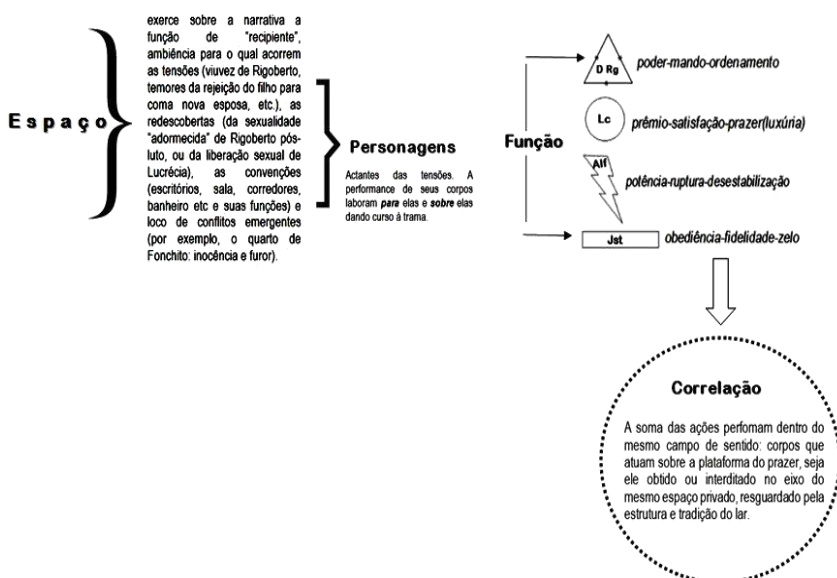 Espaço
exerce sobre a narrativa a
função de "recipiente",
ambiência para o qual acorrem
as tensões (viuvez de Rigoberto,
temores da rejeição do filho para
coma nova esposa, etc.), as
redescobertas (da sexualidade
"adormecida" de Rigoberto pós-
luto, ou da liberação sexual de
Lucrécia), as convenções
(escritórios, sala, corredores,
banheiro etc e suas funções) e
loco de conflitos emergentes
(por exemplo, o quarto de
Fonchito: inocência e furor).
Personagens
Actantes das tensões. A
performance de seus corpos
laboram para elas e sobre elas
dando curso à trama.
Função
D Rg poder-mando-ordenamento
Lc prêmio-satisfação-prazer(luxúria)
Alf potência-ruptura-desestabilização
Jst obediência-fidelidade-zelo
Correlação
A soma das ações perfomam dentro do
mesmo campo de sentido: corpos que
atuam sobre a plataforma do prazer, seja
ele obtido ou interditado no eixo do
mesmo espaço privado, resguardado pela
estrutura e tradição do lar.